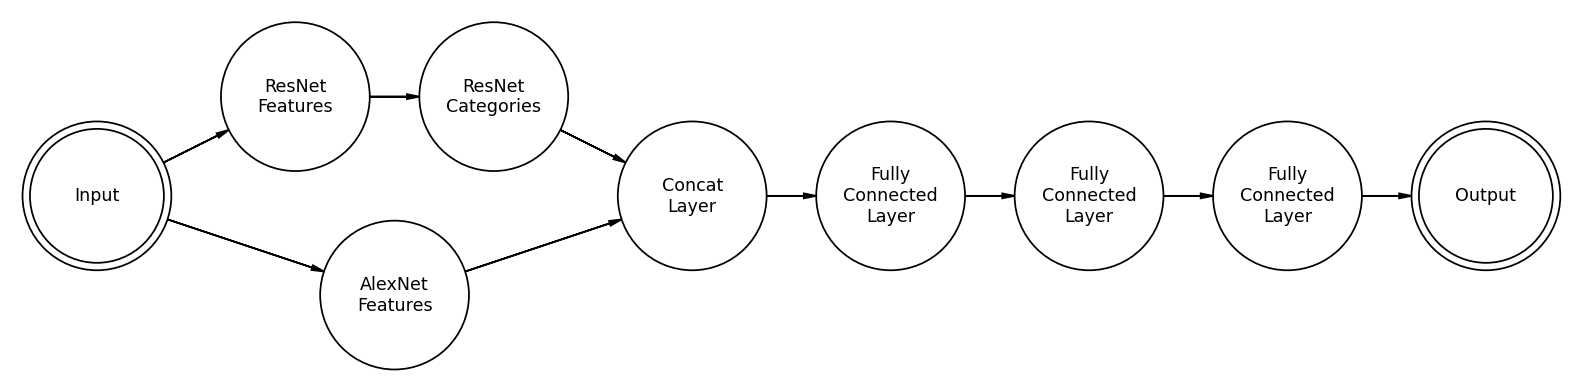 Input
ResNet
Features
ResNet
Categories
AlexNet
Features
Concat
Layer
Fully
Connected
Layer
Fully
Connected
Layer
Fully
Connected
Layer
Output